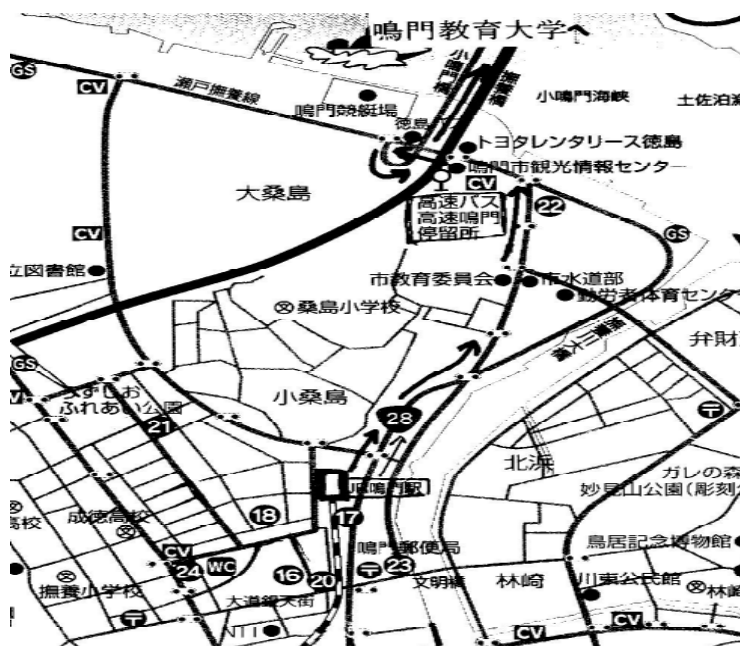 鳴門教育大学
小鳴門橋
撫養橋
GS
CV
瀬戸撫養線
鳴門競艇場
小鳴門海峡
土佐泊浦
徳島
トヨタレンタリース徳島
鳴門市観光情報センター
大桑島
CV
高速バス
高速鳴門
停留所
22
CV
GS
立図書館
市教育委員会
市水道部
勤労者体育センタ
桑島小学校
弁財
GS
うずしお
ふれあい公園
小桑島
28
21
北浜
ガレの森
妙見山公園(彫刻公
JR鳴門駅
高校
成徳高校
18
17
鳴門郵便局
鳥居記念博物館
CV
24
WC
16
20
23
文明橋
林崎
川東公民館
林崎
撫養小学校
大道銀天街
NTT
CV
CV